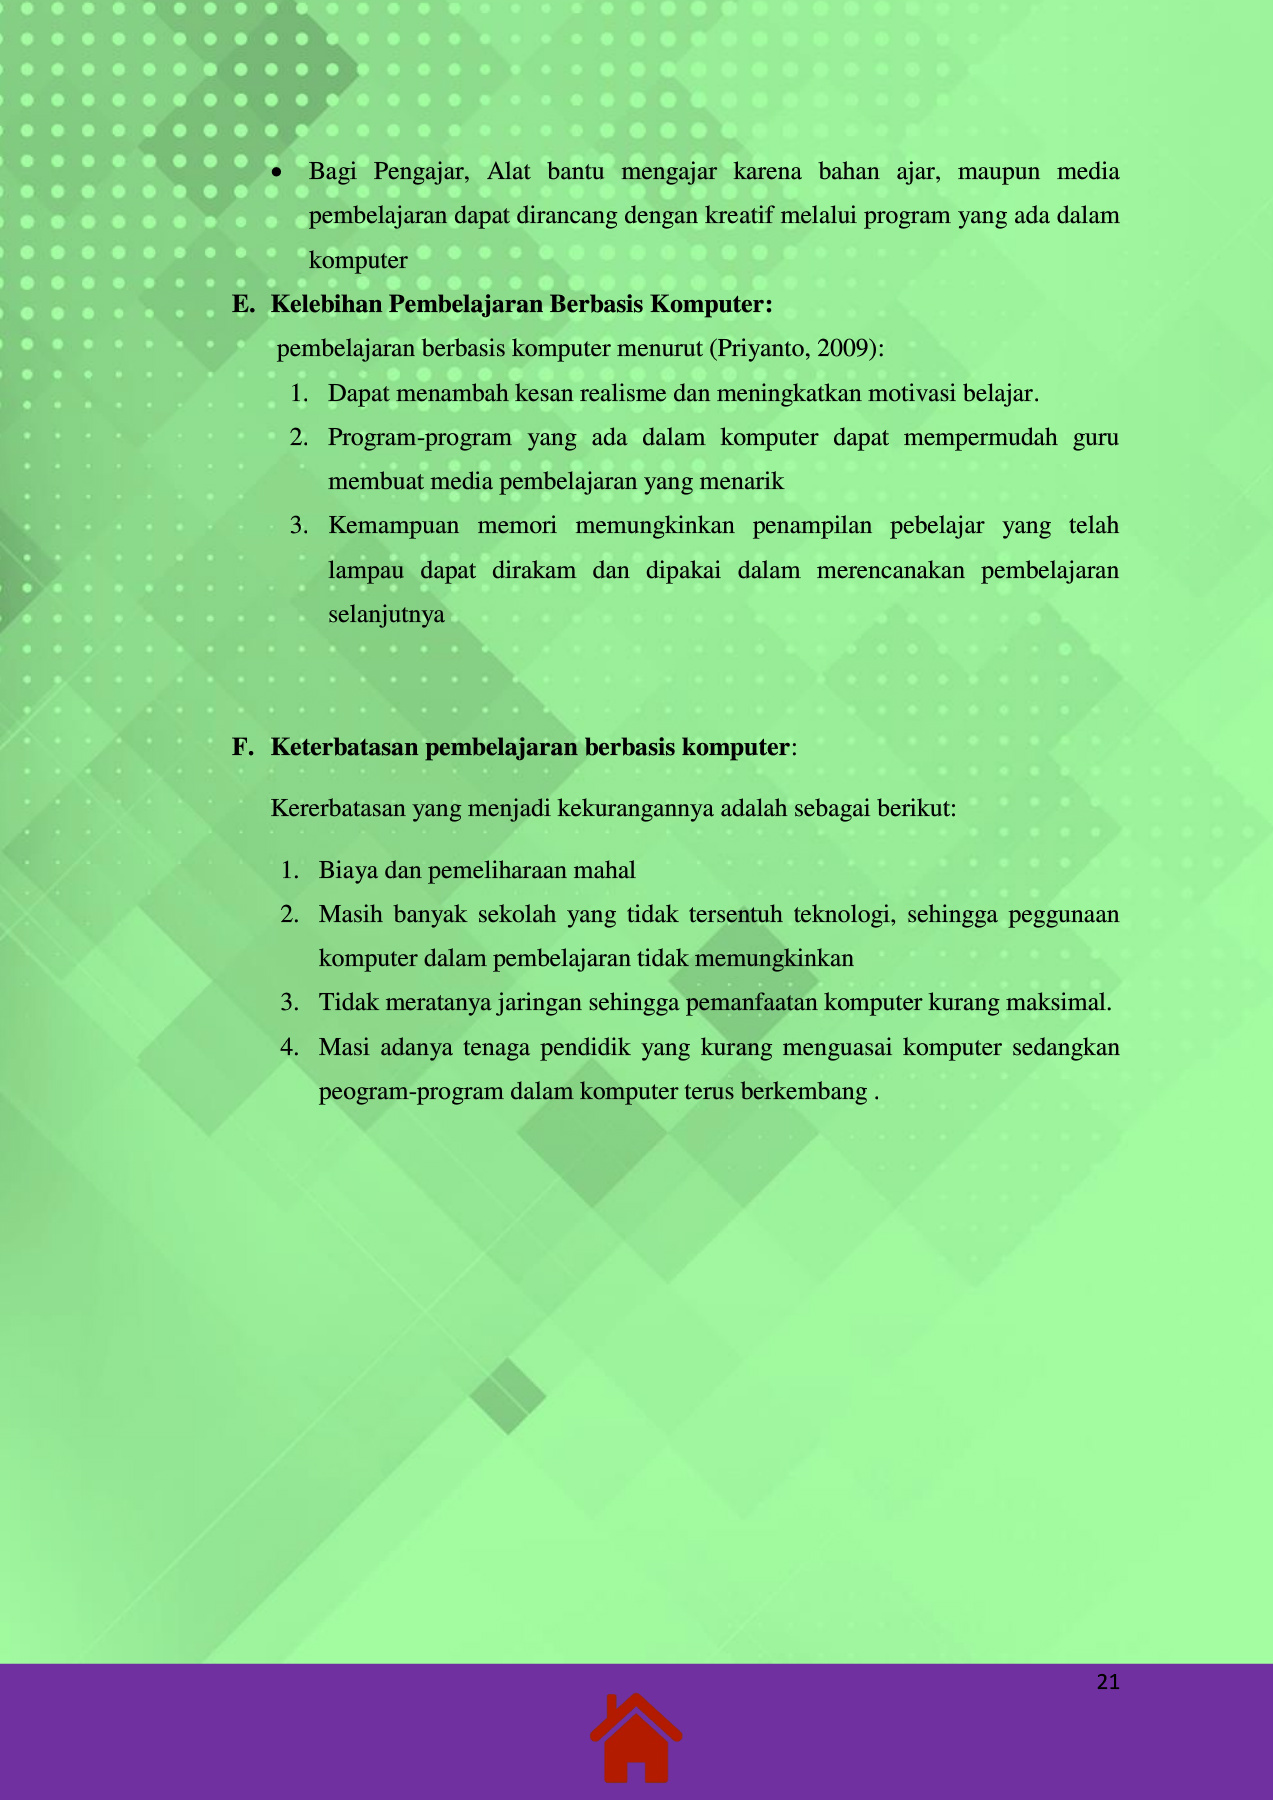 • Bagi Pengajar, Alat bantu mengajar karena bahan ajar, maupun media
pembelajaran dapat dirancang dengan kreatif melalui program yang ada dalam
komputer
E. Kelebihan Pembelajaran Berbasis Komputer:
pembelajaran berbasis komputer menurut (Priyanto, 2009):
1. Dapat menambah kesan realisme dan meningkatkan motivasi belajar.
2. Program-program yang ada dalam komputer dapat mempermudah guru
membuat media pembelajaran yang menarik
3. Kemampuan memori memungkinkan penampilan pebelajar yang telah
lampau dapat dirakam dan dipakai dalam merencanakan pembelajaran
selanjutnya
F. Keterbatasan pembelajaran berbasis komputer:
Kererbatasan yang menjadi kekurangannya adalah sebagai berikut:
1. Biaya dan pemeliharaan mahal
2. Masih banyak sekolah yang tidak tersentuh teknologi, sehingga peggunaan
komputer dalam pembelajaran tidak memungkinkan
3. Tidak meratanya jaringan sehingga pemanfaatan komputer kurang maksimal.
4. Masi adanya tenaga pendidik yang kurang menguasai komputer sedangkan
peogram-program dalam komputer terus berkembang .
21